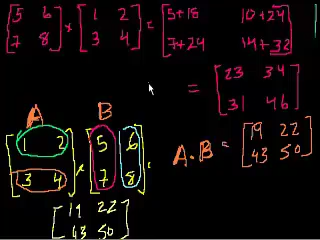 [5 6 7 8] × [1 2 3 4] = [5+18 10+24 7+24 14+32]
= [23 34 31 46]
A B
[1 2 3 4] × [5 6 7 8] =
A.B = [19 22 43 50]
[19 22 43 50]